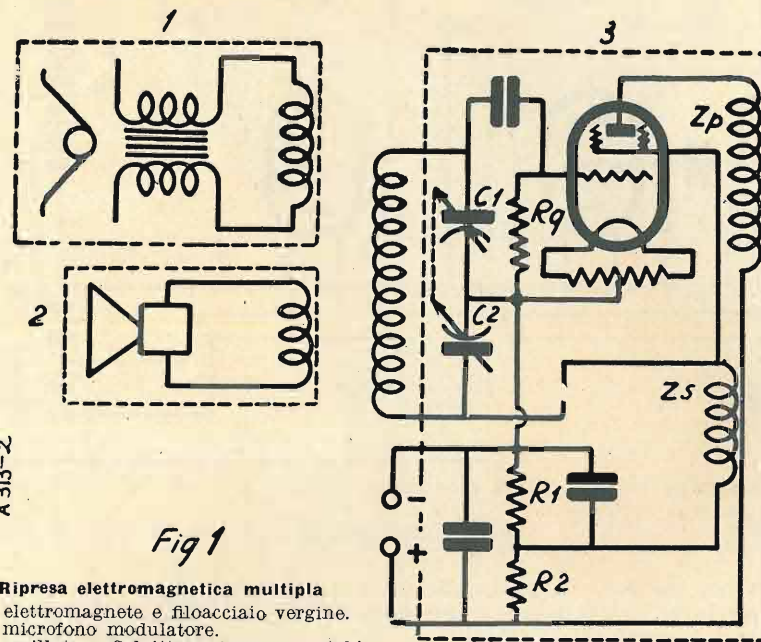 1
3
Zp
C1
Rg
2
C2
Zs
A 313-2
-
R1
Fig 1
+
R2
Ripresa elettromagnetica multipla
elettromagnete e filoacciaio vergine.
microfono modulatore.